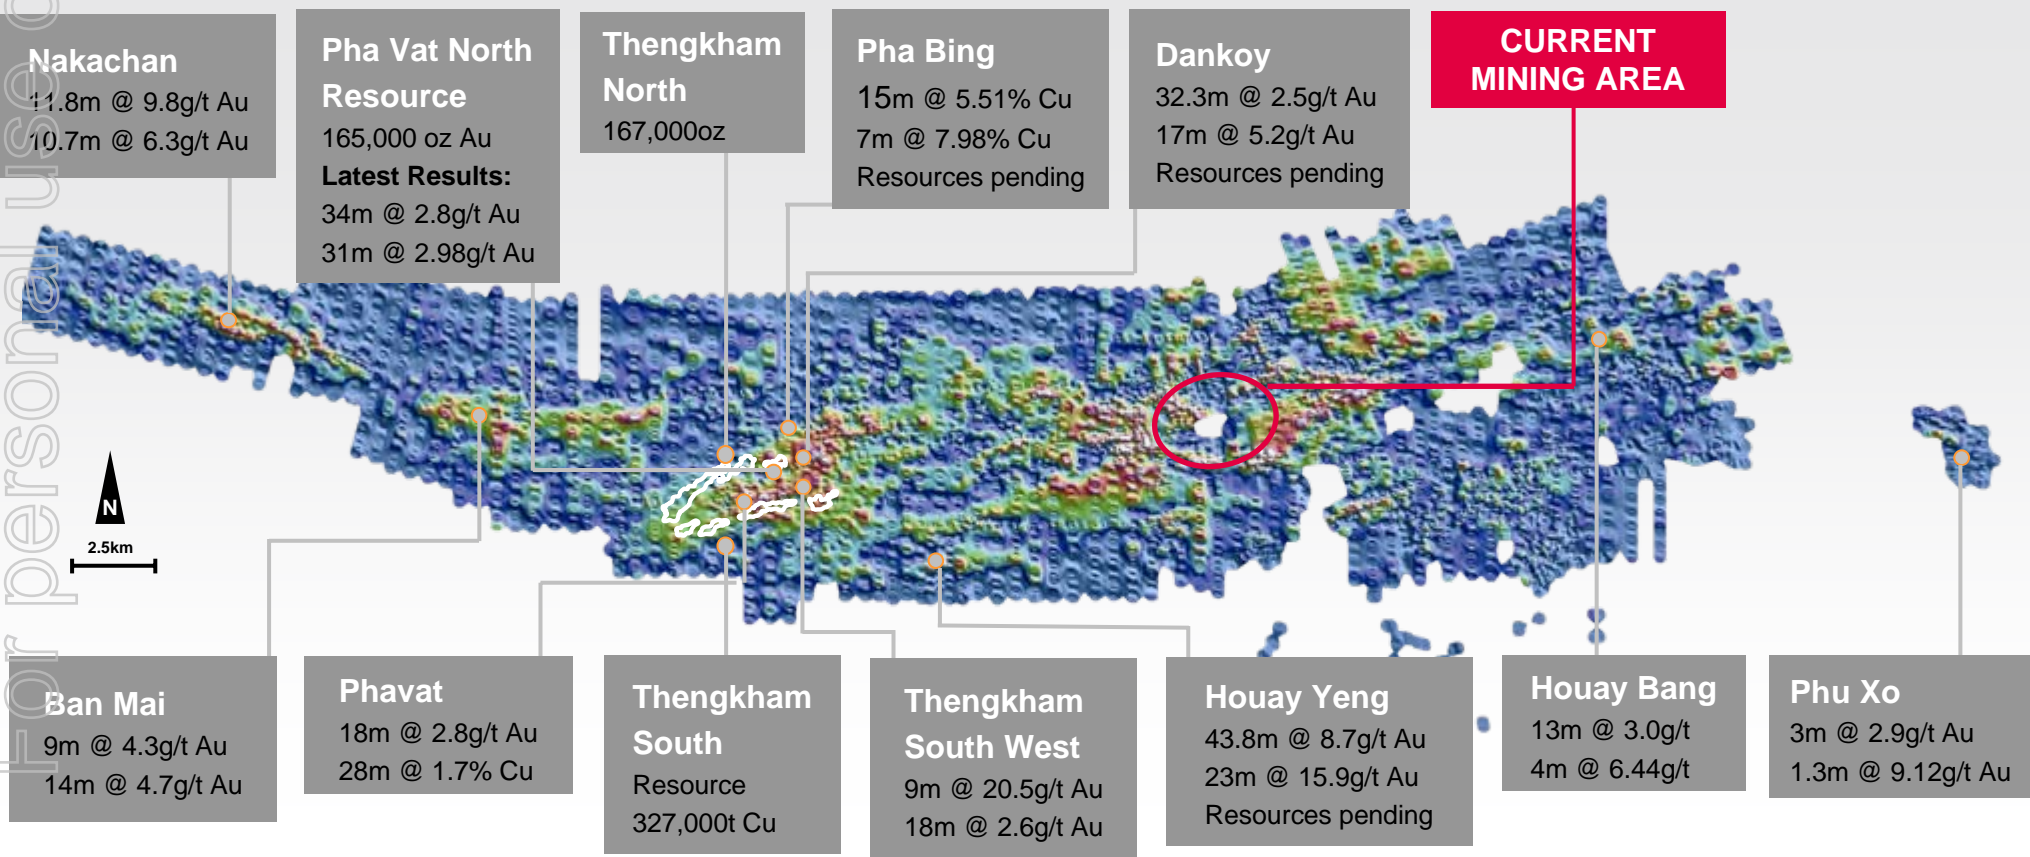 For personal use o
Nakachan
11.8m @ 9.8g/t Au
10.7m @ 6.3g/t Au
Pha Vat North
Resource
165,000 oz Au
Latest Results:
34m @ 2.8g/t Au
31m @ 2.98g/t Au
Thengkham
North
167,000oz
Pha Bing
15m @ 5.51% Cu
7m @ 7.98% Cu
Resources pending
Dankoy
32.3m @ 2.5g/t Au
17m @ 5.2g/t Au
Resources pending
CURRENT
MINING AREA
N
2.5km
Ban Mai
9m @ 4.3g/t Au
14m @ 4.7g/t Au
Phavat
18m @ 2.8g/t Au
28m @ 1.7% Cu
Thengkham
South
Resource
327,000t Cu
Thengkham
South West
9m @ 20.5g/t Au
18m @ 2.6g/t Au
Houay Yeng
43.8m @ 8.7g/t Au
23m @ 15.9g/t Au
Resources pending
Houay Bang
13m @ 3.0g/t
4m @ 6.44g/t
Phu Xo
3m @ 2.9g/t Au
1.3m @ 9.12g/t Au